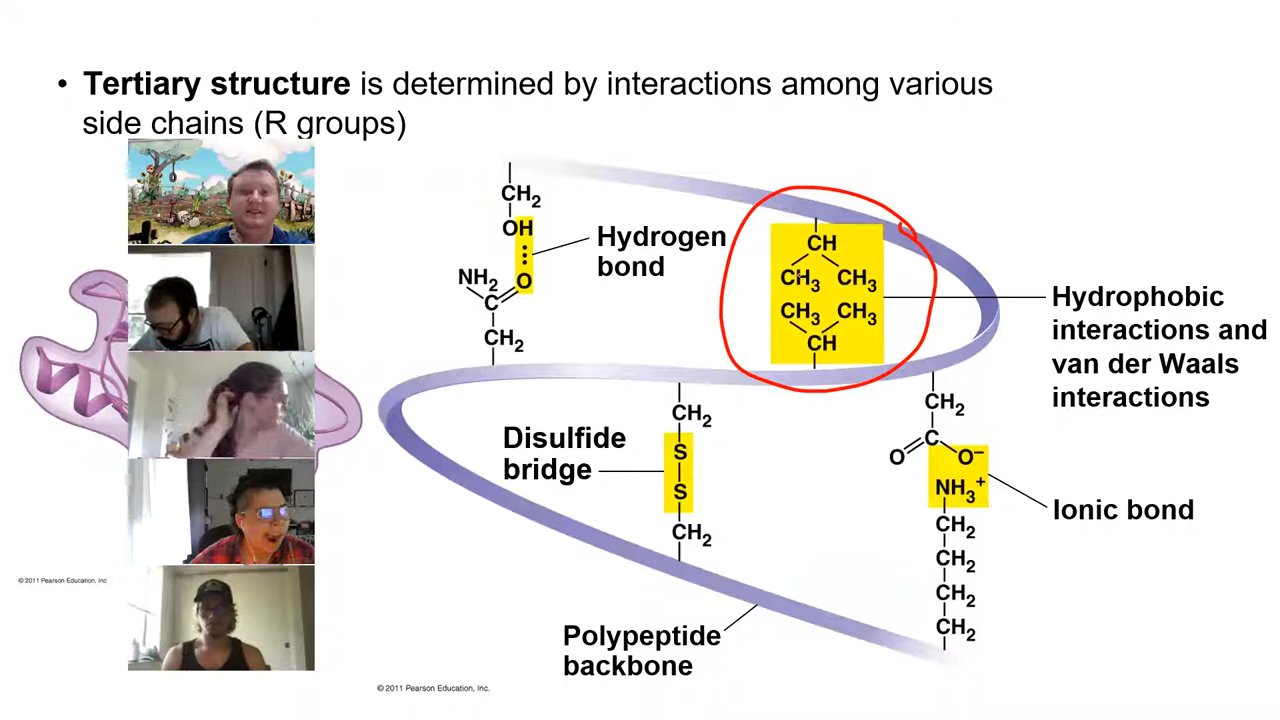 • Tertiary structure is determined by interactions among various
side chains (R groups)
CH2
OH
Hydrogen
bond
NH2
O
C
CH2
CH
CH3 CH3
CH3 CH3
CH
Hydrophobic
interactions and
van der Waals
interactions
CH2
Disulfide
bridge
S
S
CH2
CH2
C
O O–
NH3+
Ionic bond
CH2
CH2
CH2
CH2
Polypeptide
backbone
© 2011 Pearson Education, Inc
© 2011 Pearson Education, Inc.